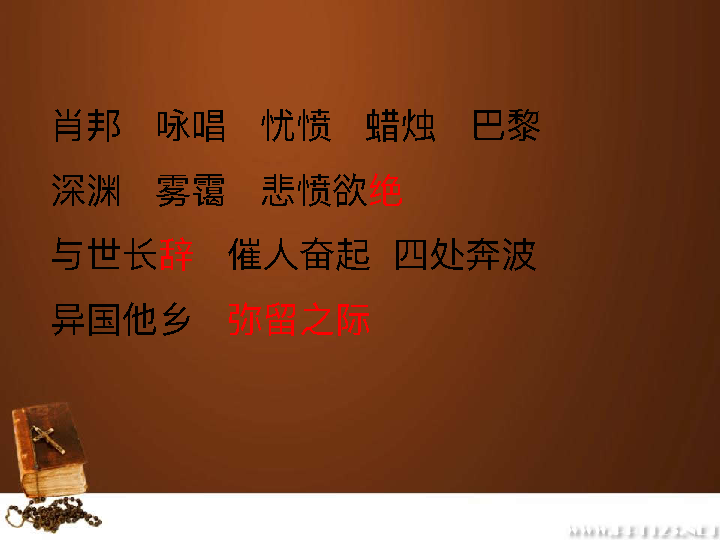 肖邦 咏唱 忧愤 蜡烛 巴黎
深渊 雾霭 悲愤欲绝
与世长辞 催人奋起 四处奔波
异国他乡 弥留之际